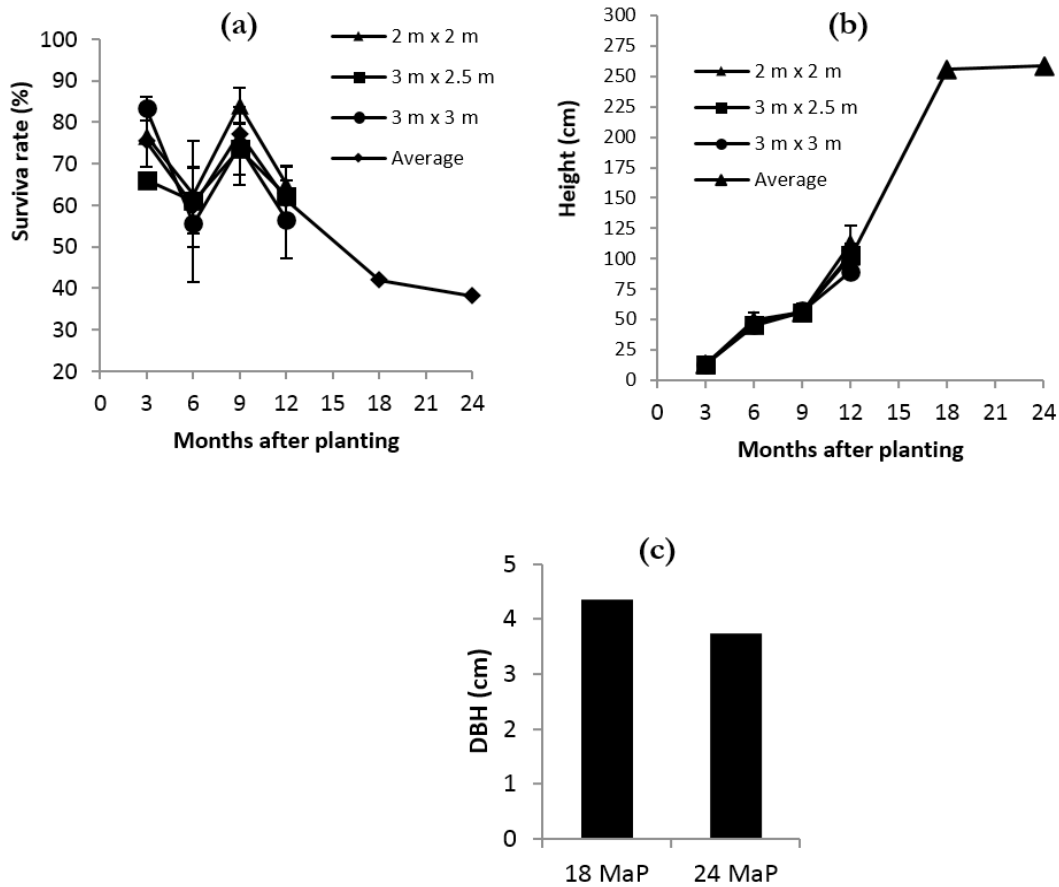 (a)
2 m x 2 m
3 m x 2.5 m
3 m x 3 m
Average
Surviva rate (%)
100
90
80
70
60
50
40
30
20
0 3 6 9 12 18 21 24
Months after planting
(b)
2 m x 2 m
3 m x 2.5 m
3 m x 3 m
Average
Height (cm)
300
275
250
225
200
175
150
125
100
75
50
25
0
0 3 6 9 12 15 18 21 24
Months after planting
(c)
DBH (cm)
5
4
3
2
1
0
18 MaP 24 MaP